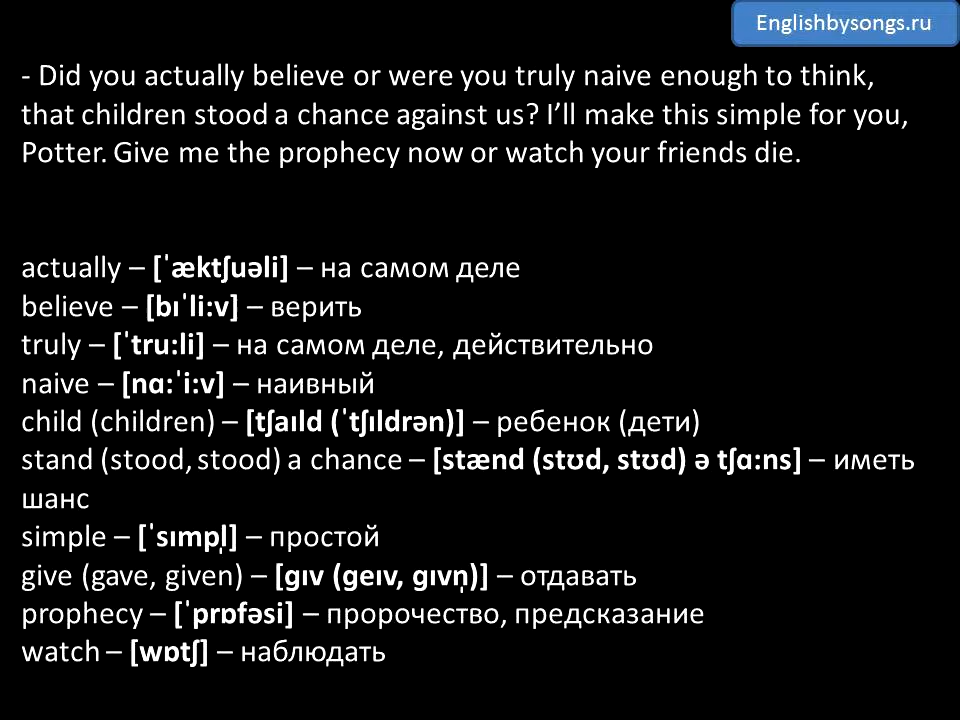 Englishbysongs.ru
- Did you actually believe or were you truly naive enough to think,
that children stood a chance against us? I’ll make this simple for you,
Potter. Give me the prophecy now or watch your friends die.
actually – [ˈæktʃuəli] – на самом деле
believe – [bɪˈli:v] – верить
truly – [ˈtru:li] – на самом деле, действительно
naive – [nɑ:ˈi:v] – наивный
child (children) – [tʃaɪld (ˈtʃɪldrən)] – ребенок (дети)
stand (stood, stood) a chance – [stænd (stʊd, stʊd) ə tʃɑ:ns] – иметь
шанс
simple – [ˈsɪmpl̩] – простой
give (gave, given) – [gɪv (geɪv, gɪvn̩)] – отдавать
prophecy – [ˈprɒfəsi] – пророчество, предсказание
watch – [wɒtʃ] – наблюдать